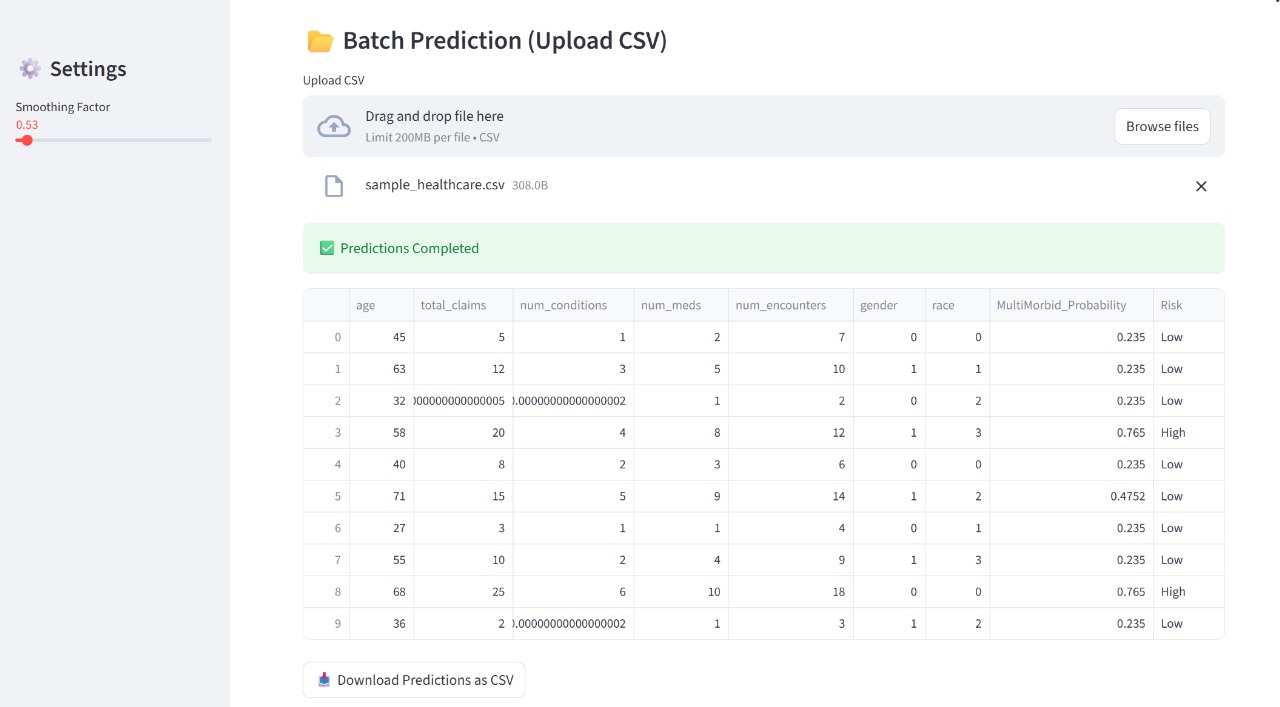 Settings
Smoothing Factor
0.53
📂 Batch Prediction (Upload CSV)
Upload CSV
Drag and drop file here
Limit 200MB per file • CSV
Browse files
sample_healthcare.csv 308.0B
✅ Predictions Completed
age total_claims num_conditions num_meds num_encounters gender race MultiMorbid_Probability Risk
0 45 5 1 2 7 0 0 0.235 Low
1 63 12 3 5 10 1 1 0.235 Low
2 32 000000000000005 .00000000000000002 1 2 0 2 0.235 Low
3 58 20 4 8 12 1 3 0.765 High
4 40 8 2 3 6 0 0 0.235 Low
5 71 15 5 9 14 1 2 0.4752 Low
6 27 3 1 1 4 0 1 0.235 Low
7 55 10 2 4 9 1 3 0.235 Low
8 68 25 6 10 18 0 0 0.765 High
9 36 2 .00000000000000002 1 3 1 2 0.235 Low
Download Predictions as CSV